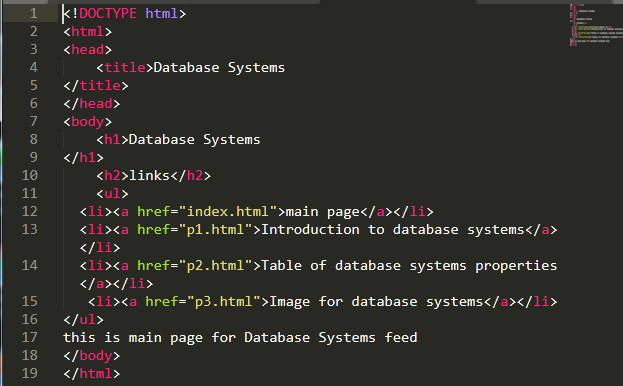 1 <!DOCTYPE html>
2 <html>
3 <head>
4 <title>Database Systems
5 </title>
6 </head>
7 <body>
8 <h1>Database Systems
9 </h1>
10 <h2>links</h2>
11 <ul>
12 <li><a href="index.html">main page</a></li>
13 <li><a href="p1.html">Introduction to database systems</a>
</li>
14 <li><a href="p2.html">Table of database systems properties
</a></li>
15 <li><a href="p3.html">Image for database systems</a></li>
16 </ul>
17 this is main page for Database Systems feed
18 </body>
19 </html>